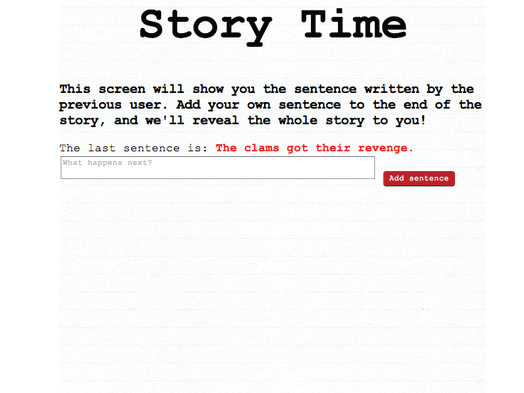 Story Time
This screen will show you the sentence written by the
previous user. Add your own sentence to the end of the
story, and we'll reveal the whole story to you!
The last sentence is: The clams got their revenge.
What happens next?
Add sentence